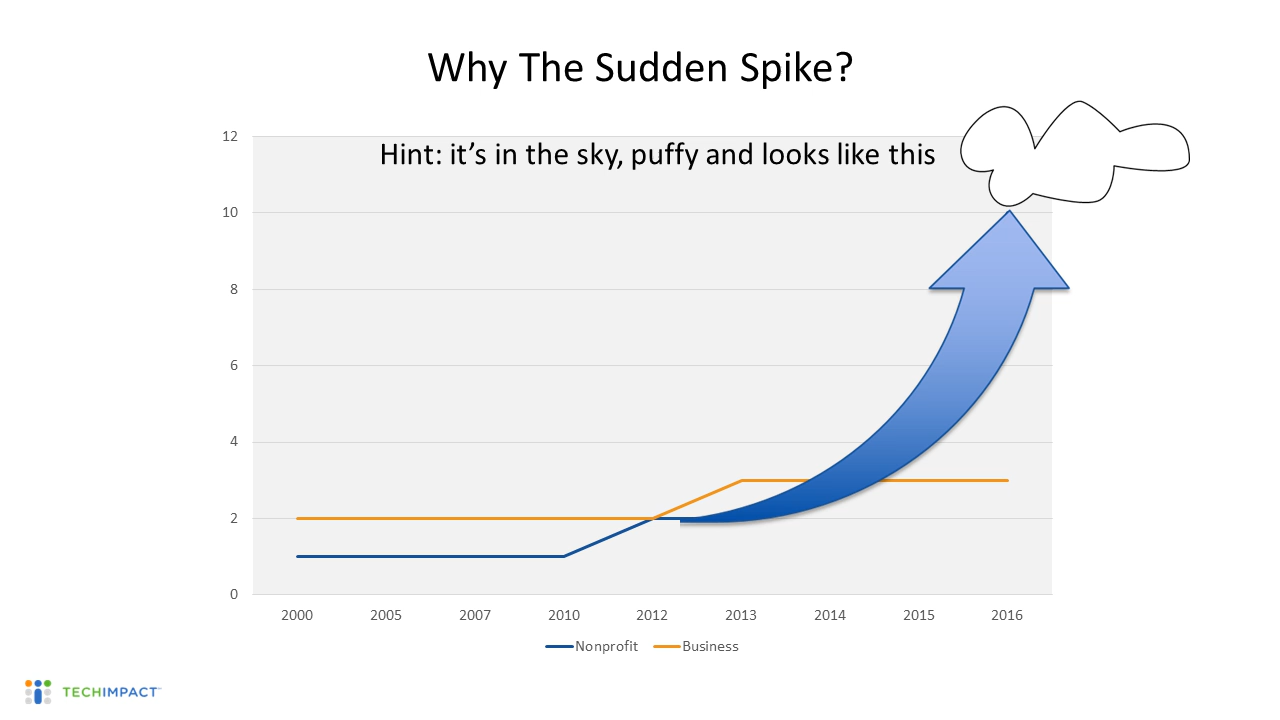 Why The Sudden Spike?
Hint: it's in the sky, puffy and looks like this
12
10
8
6
4
2
0
2000 2005 2007 2010 2012 2013 2014 2015 2016
Nonprofit Business
TECHIMPACT™